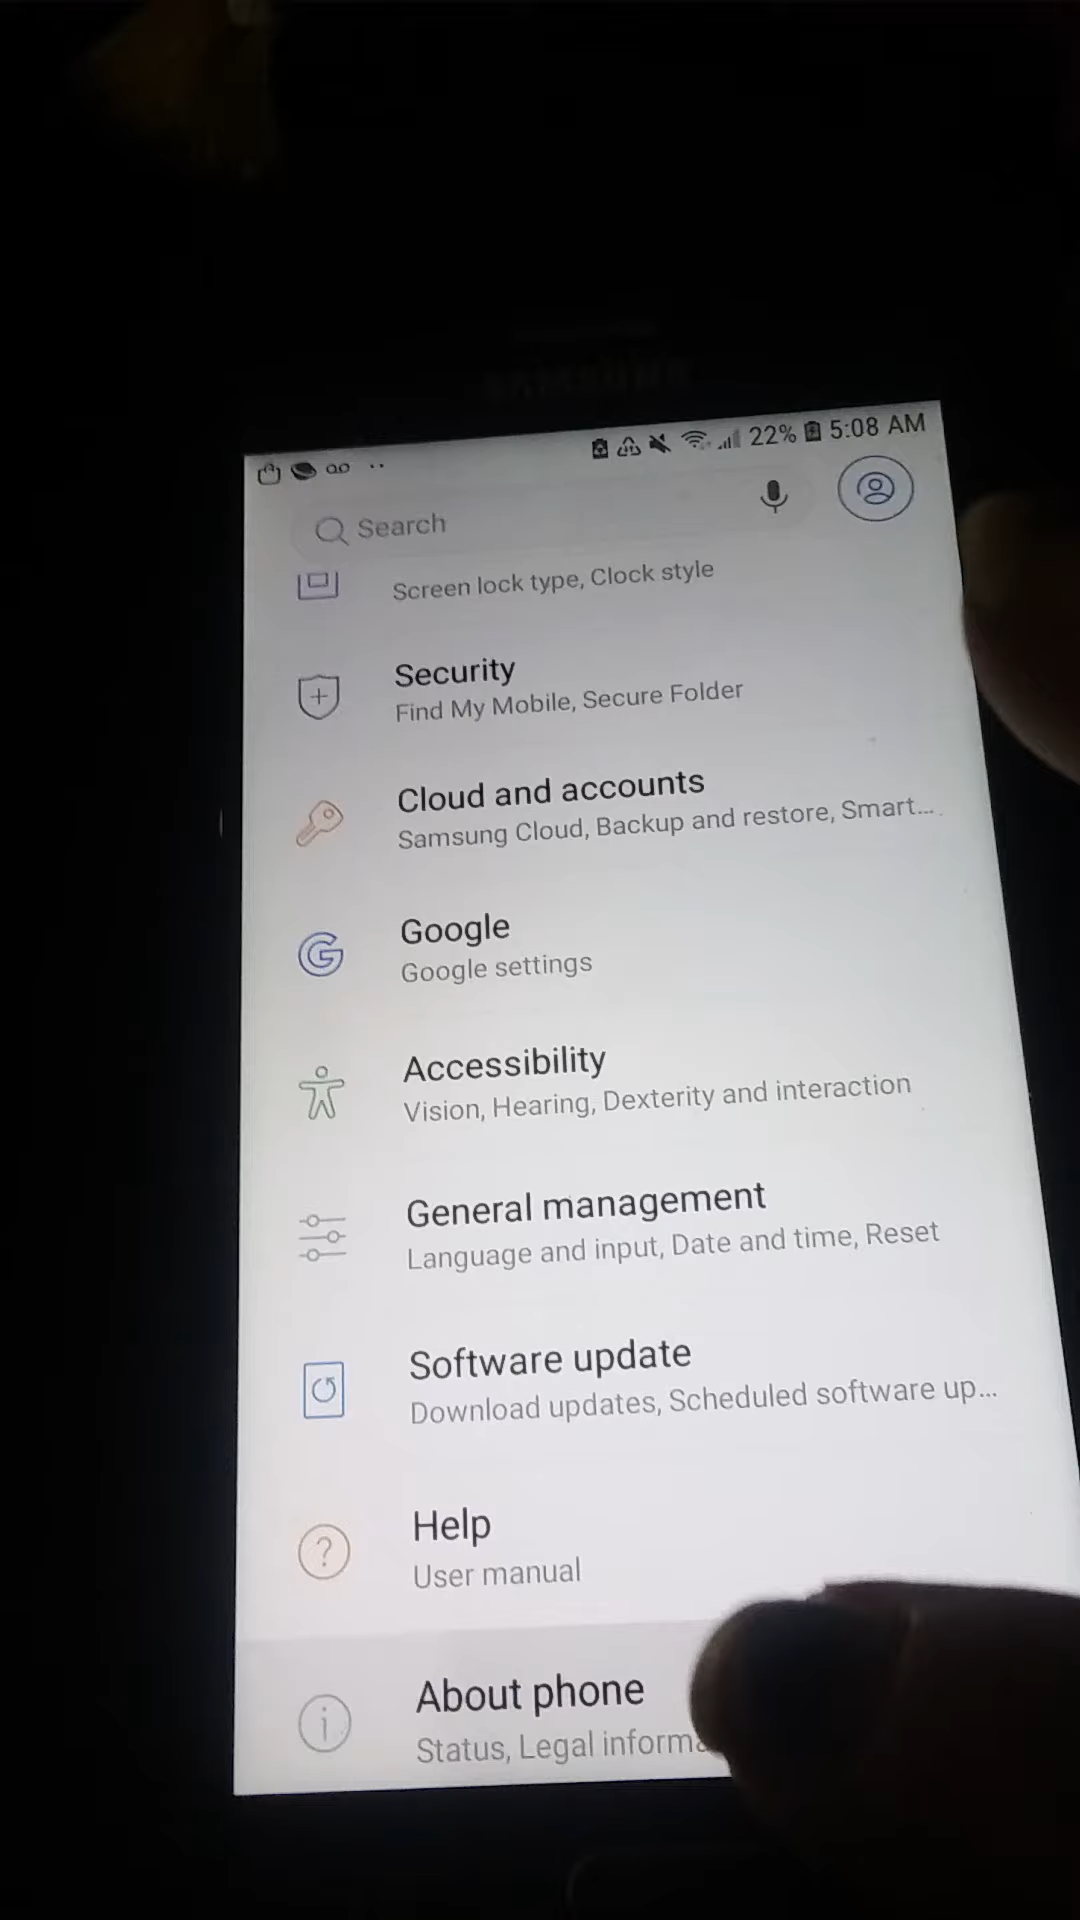 SAMSUNG
22% 5:08 AM
Search
Screen lock type, Clock style
Security
Find My Mobile, Secure Folder
Cloud and accounts
Samsung Cloud, Backup and restore, Smart...
Google
Google settings
Accessibility
Vision, Hearing, Dexterity and interaction
General management
Language and input, Date and time, Reset
Software update
Download updates, Scheduled software up...
Help
User manual
About phone
Status, Legal informa